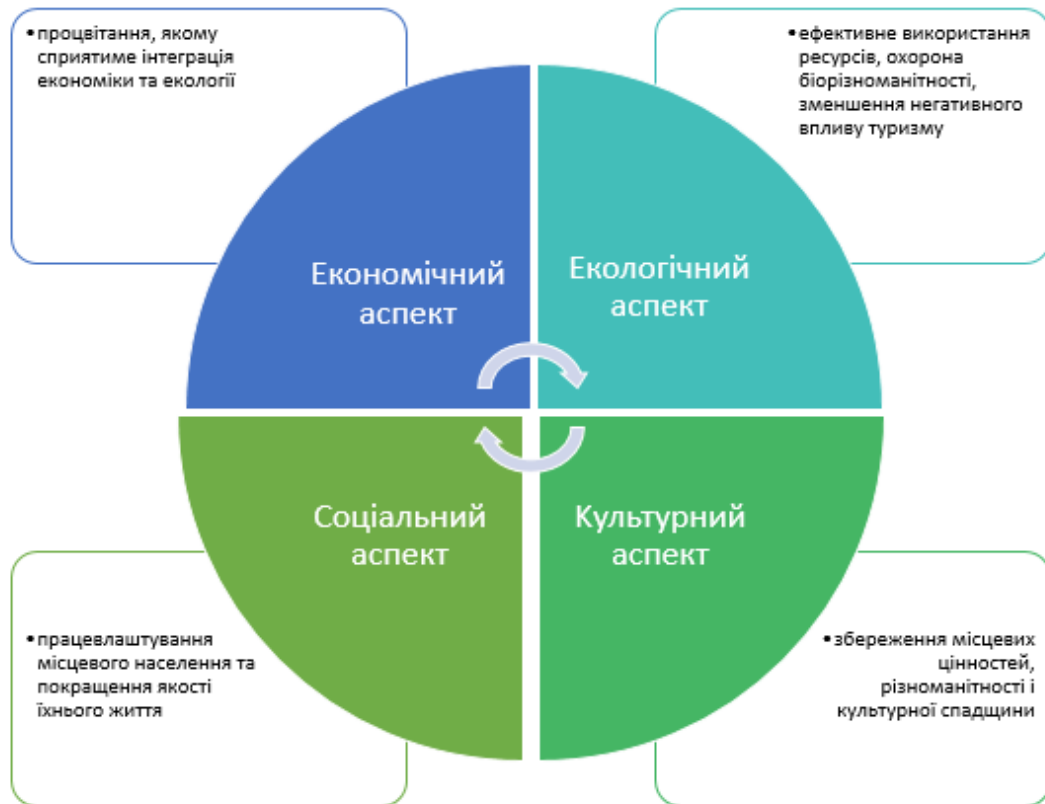 •процвітання, якому
сприятиме інтеграція
економіки та екології
•ефективне використання
ресурсів, охорона
біорізноманітності,
зменшення негативного
впливу туризму
Економічний
аспект
Екологічний
аспект
Соціальний
аспект
Культурний
аспект
•працевлаштування
місцевого населення та
покращення якості
їхнього життя
•збереження місцевих
цінностей,
різноманітності і
культурної спадщини